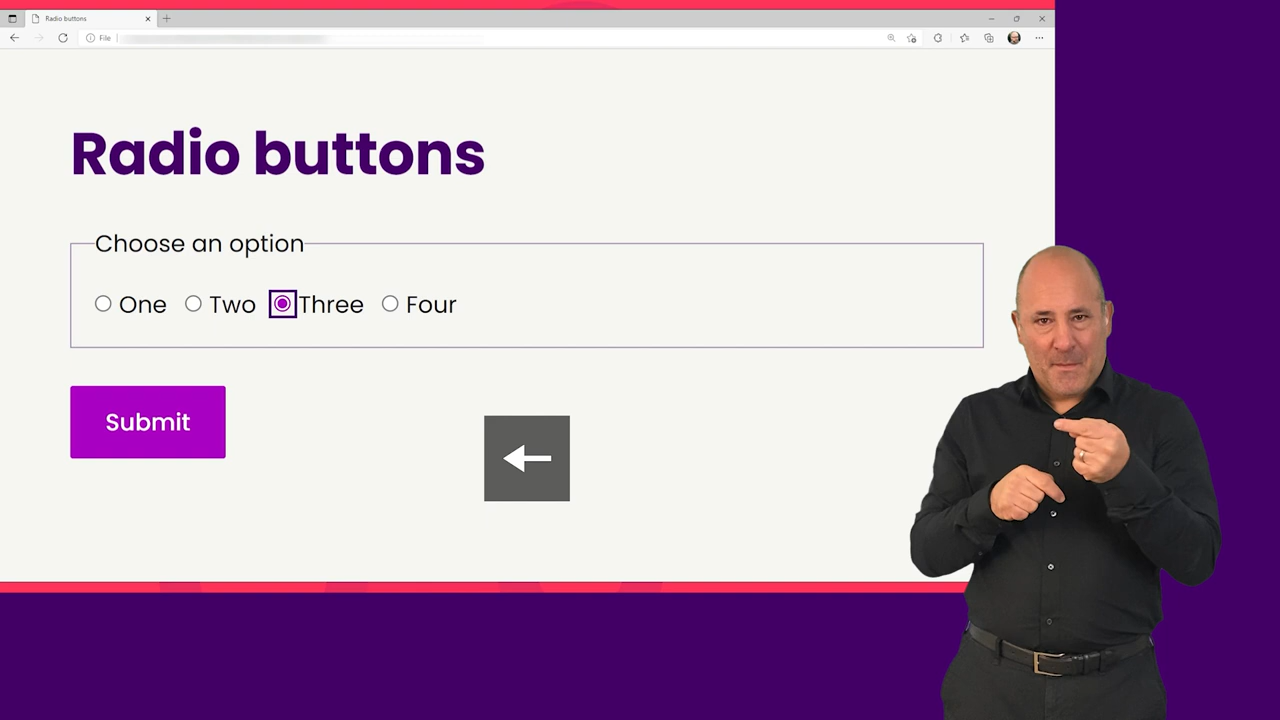 Radio buttons
File
Radio buttons
Choose an option
One Two Three Four
Submit